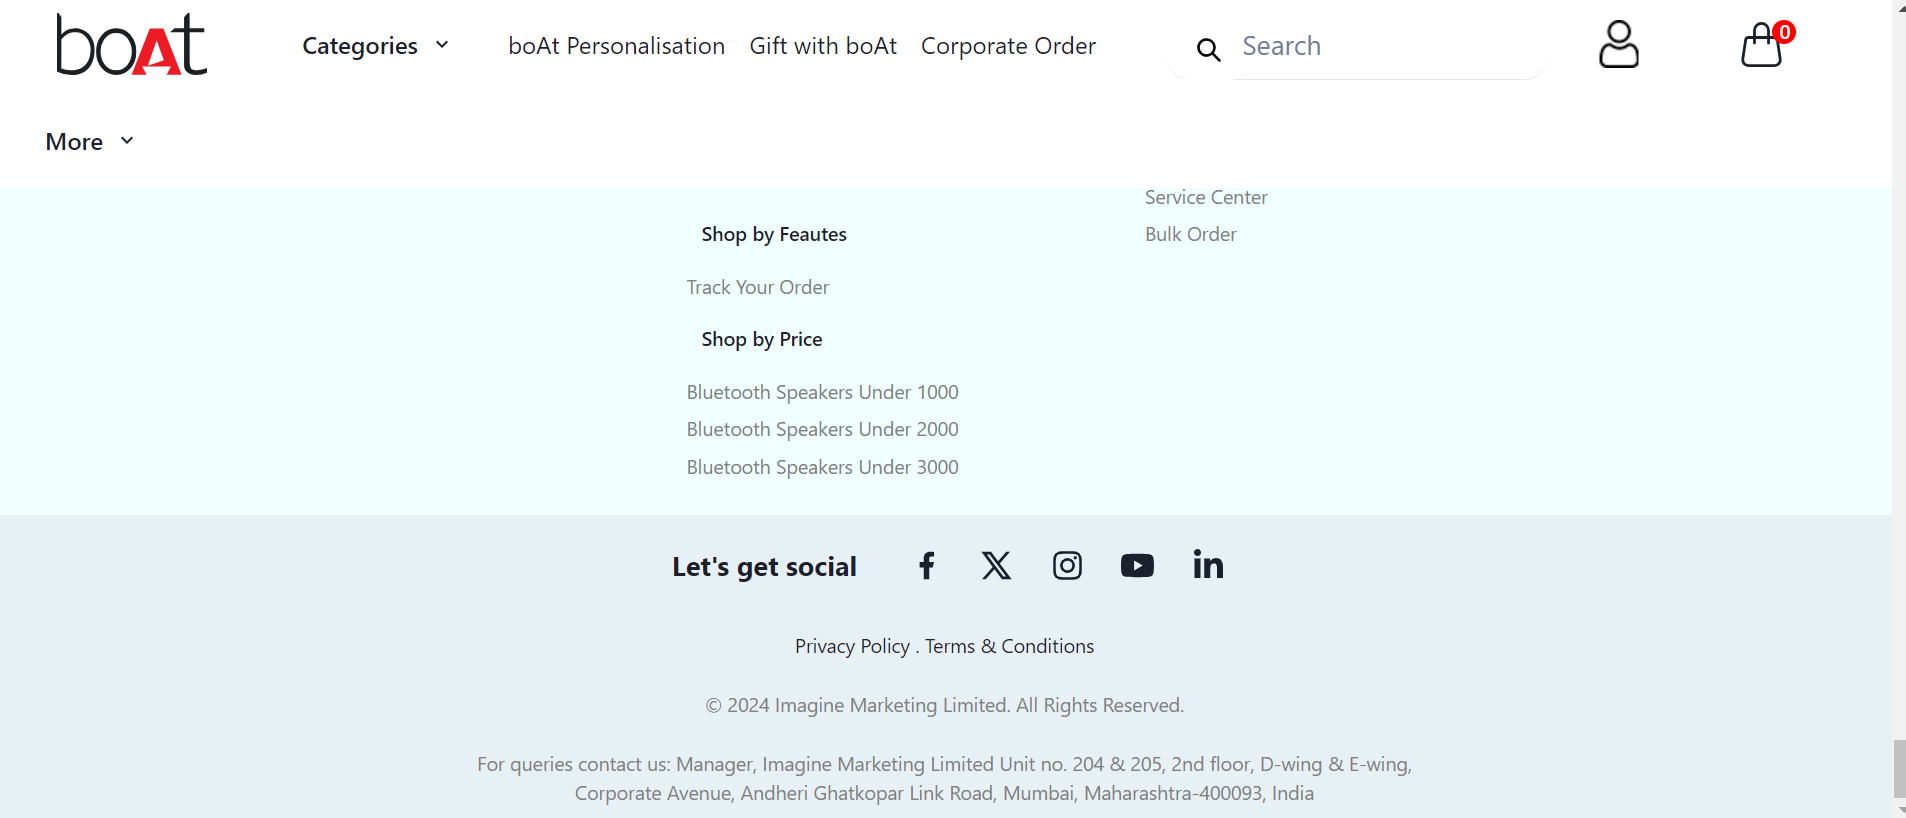 boAt
Categories
boAt Personalisation
Gift with boAt
Corporate Order
Search
0
More
Service Center
Bulk Order
Shop by Feautes
Track Your Order
Shop by Price
Bluetooth Speakers Under 1000
Bluetooth Speakers Under 2000
Bluetooth Speakers Under 3000
Let's get social
Privacy Policy . Terms & Conditions
© 2024 Imagine Marketing Limited. All Rights Reserved.
For queries contact us: Manager, Imagine Marketing Limited Unit no. 204 & 205, 2nd floor, D-wing & E-wing,
Corporate Avenue, Andheri Ghatkopar Link Road, Mumbai, Maharashtra-400093, India